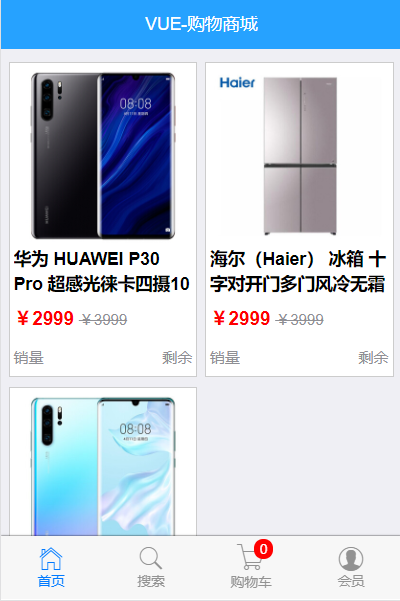 VUE-购物商城
08:08
HUAWEI
Haier
华为 HUAWEI P30
Pro 超感光徕卡四摄10
￥2999 ￥3999
销量 剩余
海尔（Haier） 冰箱 十
字对开门多门风冷无霜
￥2999 ￥3999
销量 剩余
08:08
0
首页 搜索 购物车 会员